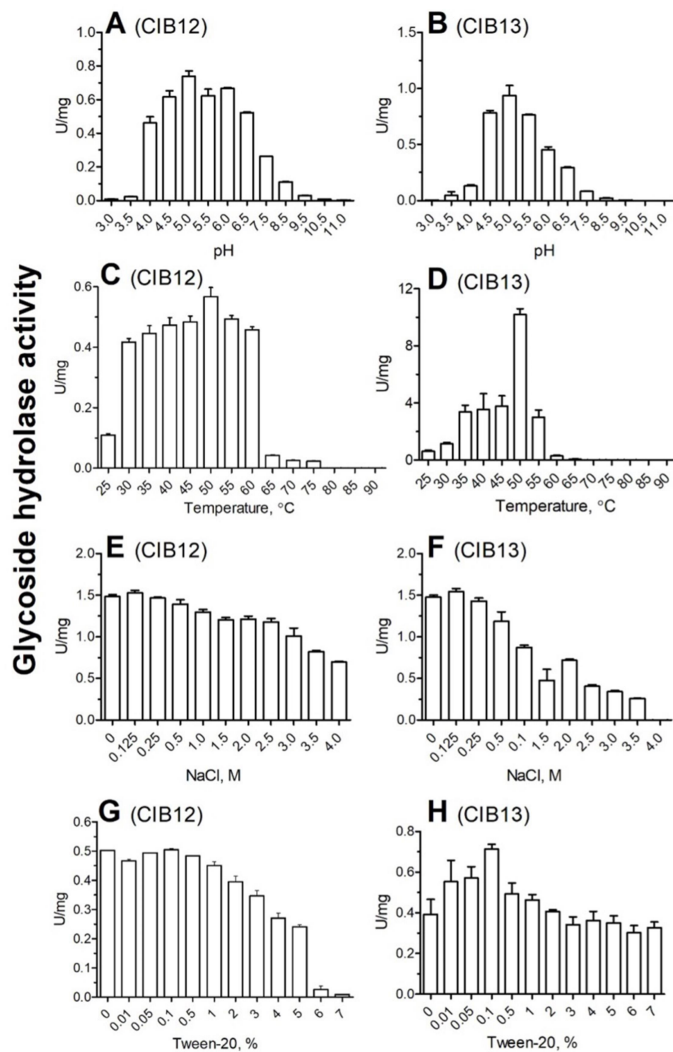 Glycoside hydrolase activity
A (CIB12)
U/mg
1.0
0.8
0.6
0.4
0.2
0.0
3.0 3.5 4.0 4.5 5.0 5.5 6.0 6.5 7.5 8.5 9.5 10.5 11.0
pH
B (CIB13)
U/mg
1.5
1.0
0.5
0.0
3.0 3.5 4.0 4.5 5.0 5.5 6.0 6.5 7.5 8.5 9.5 10.5 11.0
pH
C (CIB12)
U/mg
0.6
0.4
0.2
0.0
25 30 35 40 45 50 55 60 65 70 75 80 85 90
Temperature, °C
D (CIB13)
U/mg
12
8
4
0
25 30 35 40 45 50 55 60 65 70 75 80 85 90
Temperature, °C
E (CIB12)
U/mg
2.0
1.5
1.0
0.5
0.0
0 0.125 0.25 0.5 1.0 1.5 2.0 2.5 3.0 3.5 4.0
NaCl, M
F (CIB13)
U/mg
2.0
1.5
1.0
0.5
0.0
0 0.125 0.25 0.5 0.1 1.5 2.0 2.5 3.0 3.5 4.0
NaCl, M
G (CIB12)
U/mg
0.6
0.5
0.4
0.3
0.2
0.1
0.0
0 0.01 0.05 0.1 0.5 1 2 3 4 5 6 7
Tween-20, %
H (CIB13)
U/mg
0.8
0.6
0.4
0.2
0.0
0 0.01 0.05 0.1 0.5 1 2 3 4 5 6 7
Tween-20, %